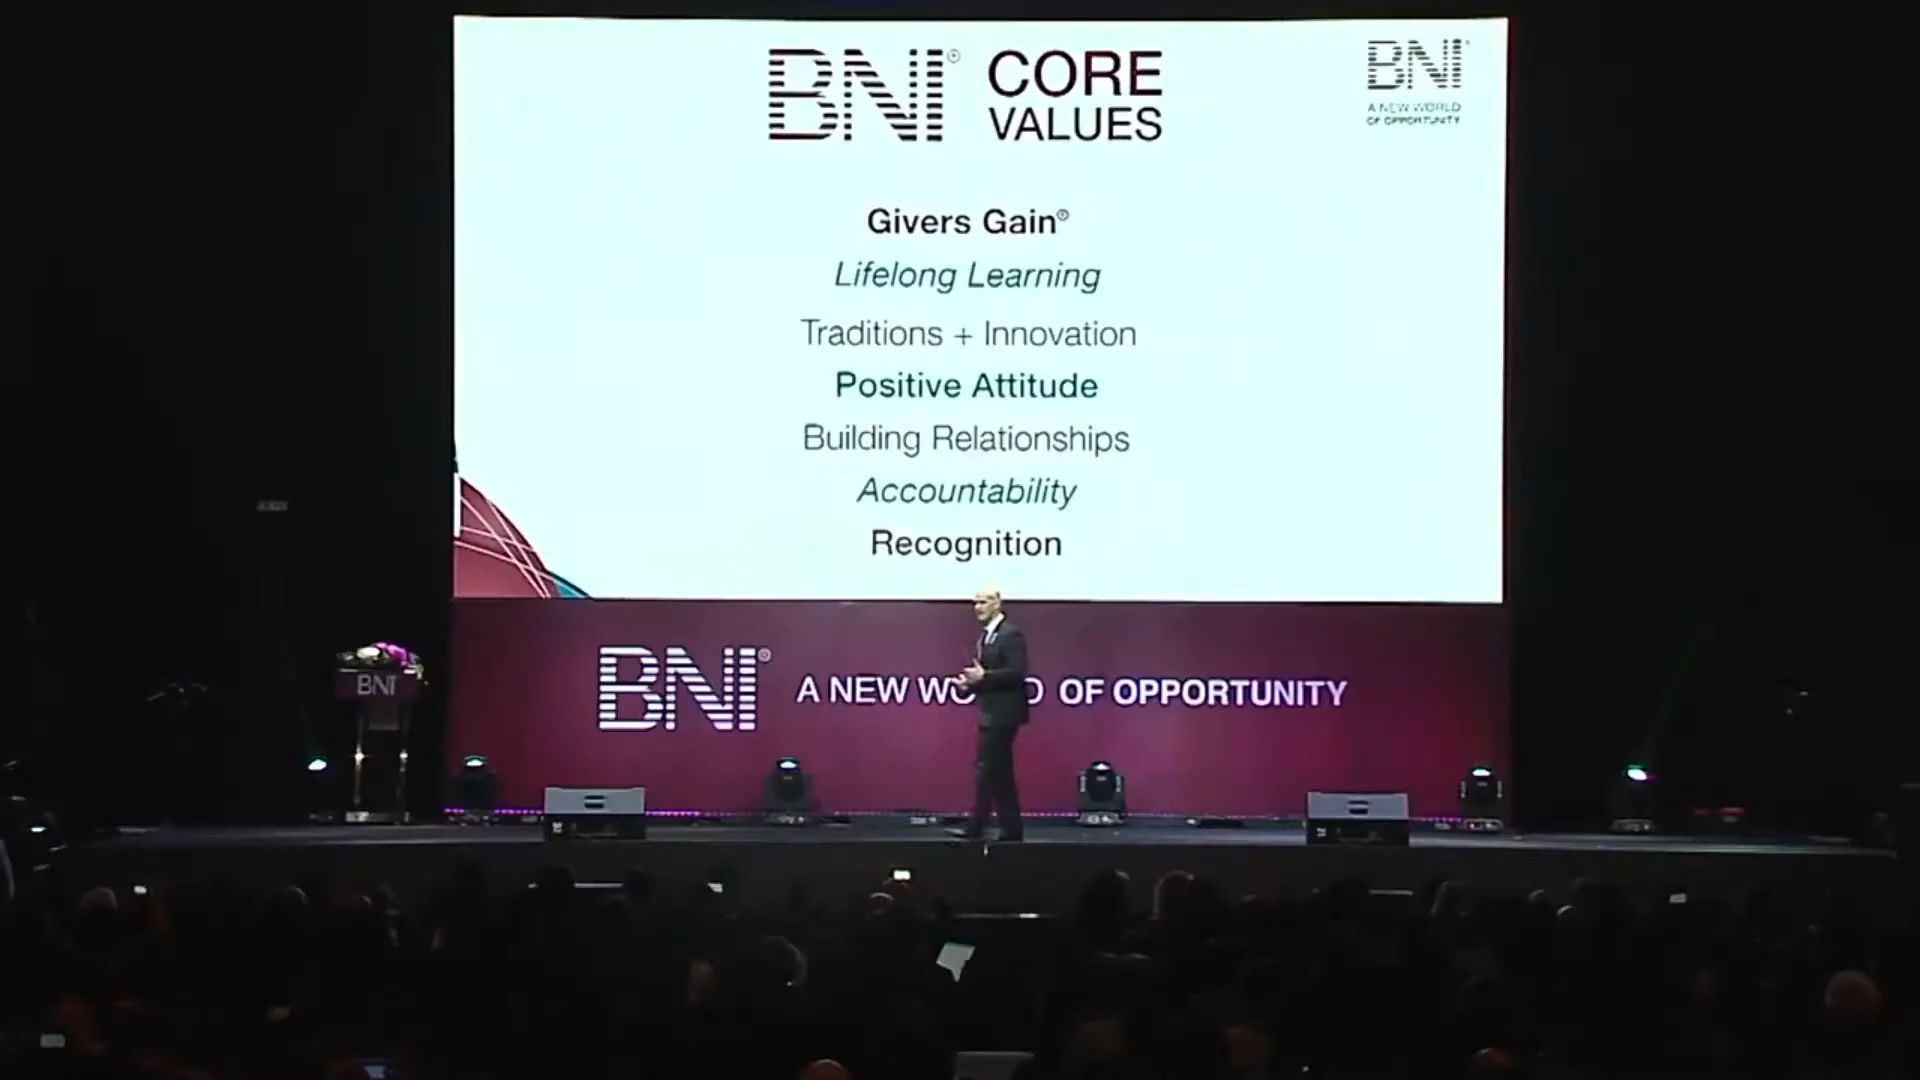 BNI® CORE
VALUES
BNI
A NEW WORLD
OF OPPORTUNITY
Givers Gain®
Lifelong Learning
Traditions + Innovation
Positive Attitude
Building Relationships
Accountability
Recognition
BNI
BNI® A NEW WO D OF OPPORTUNITY